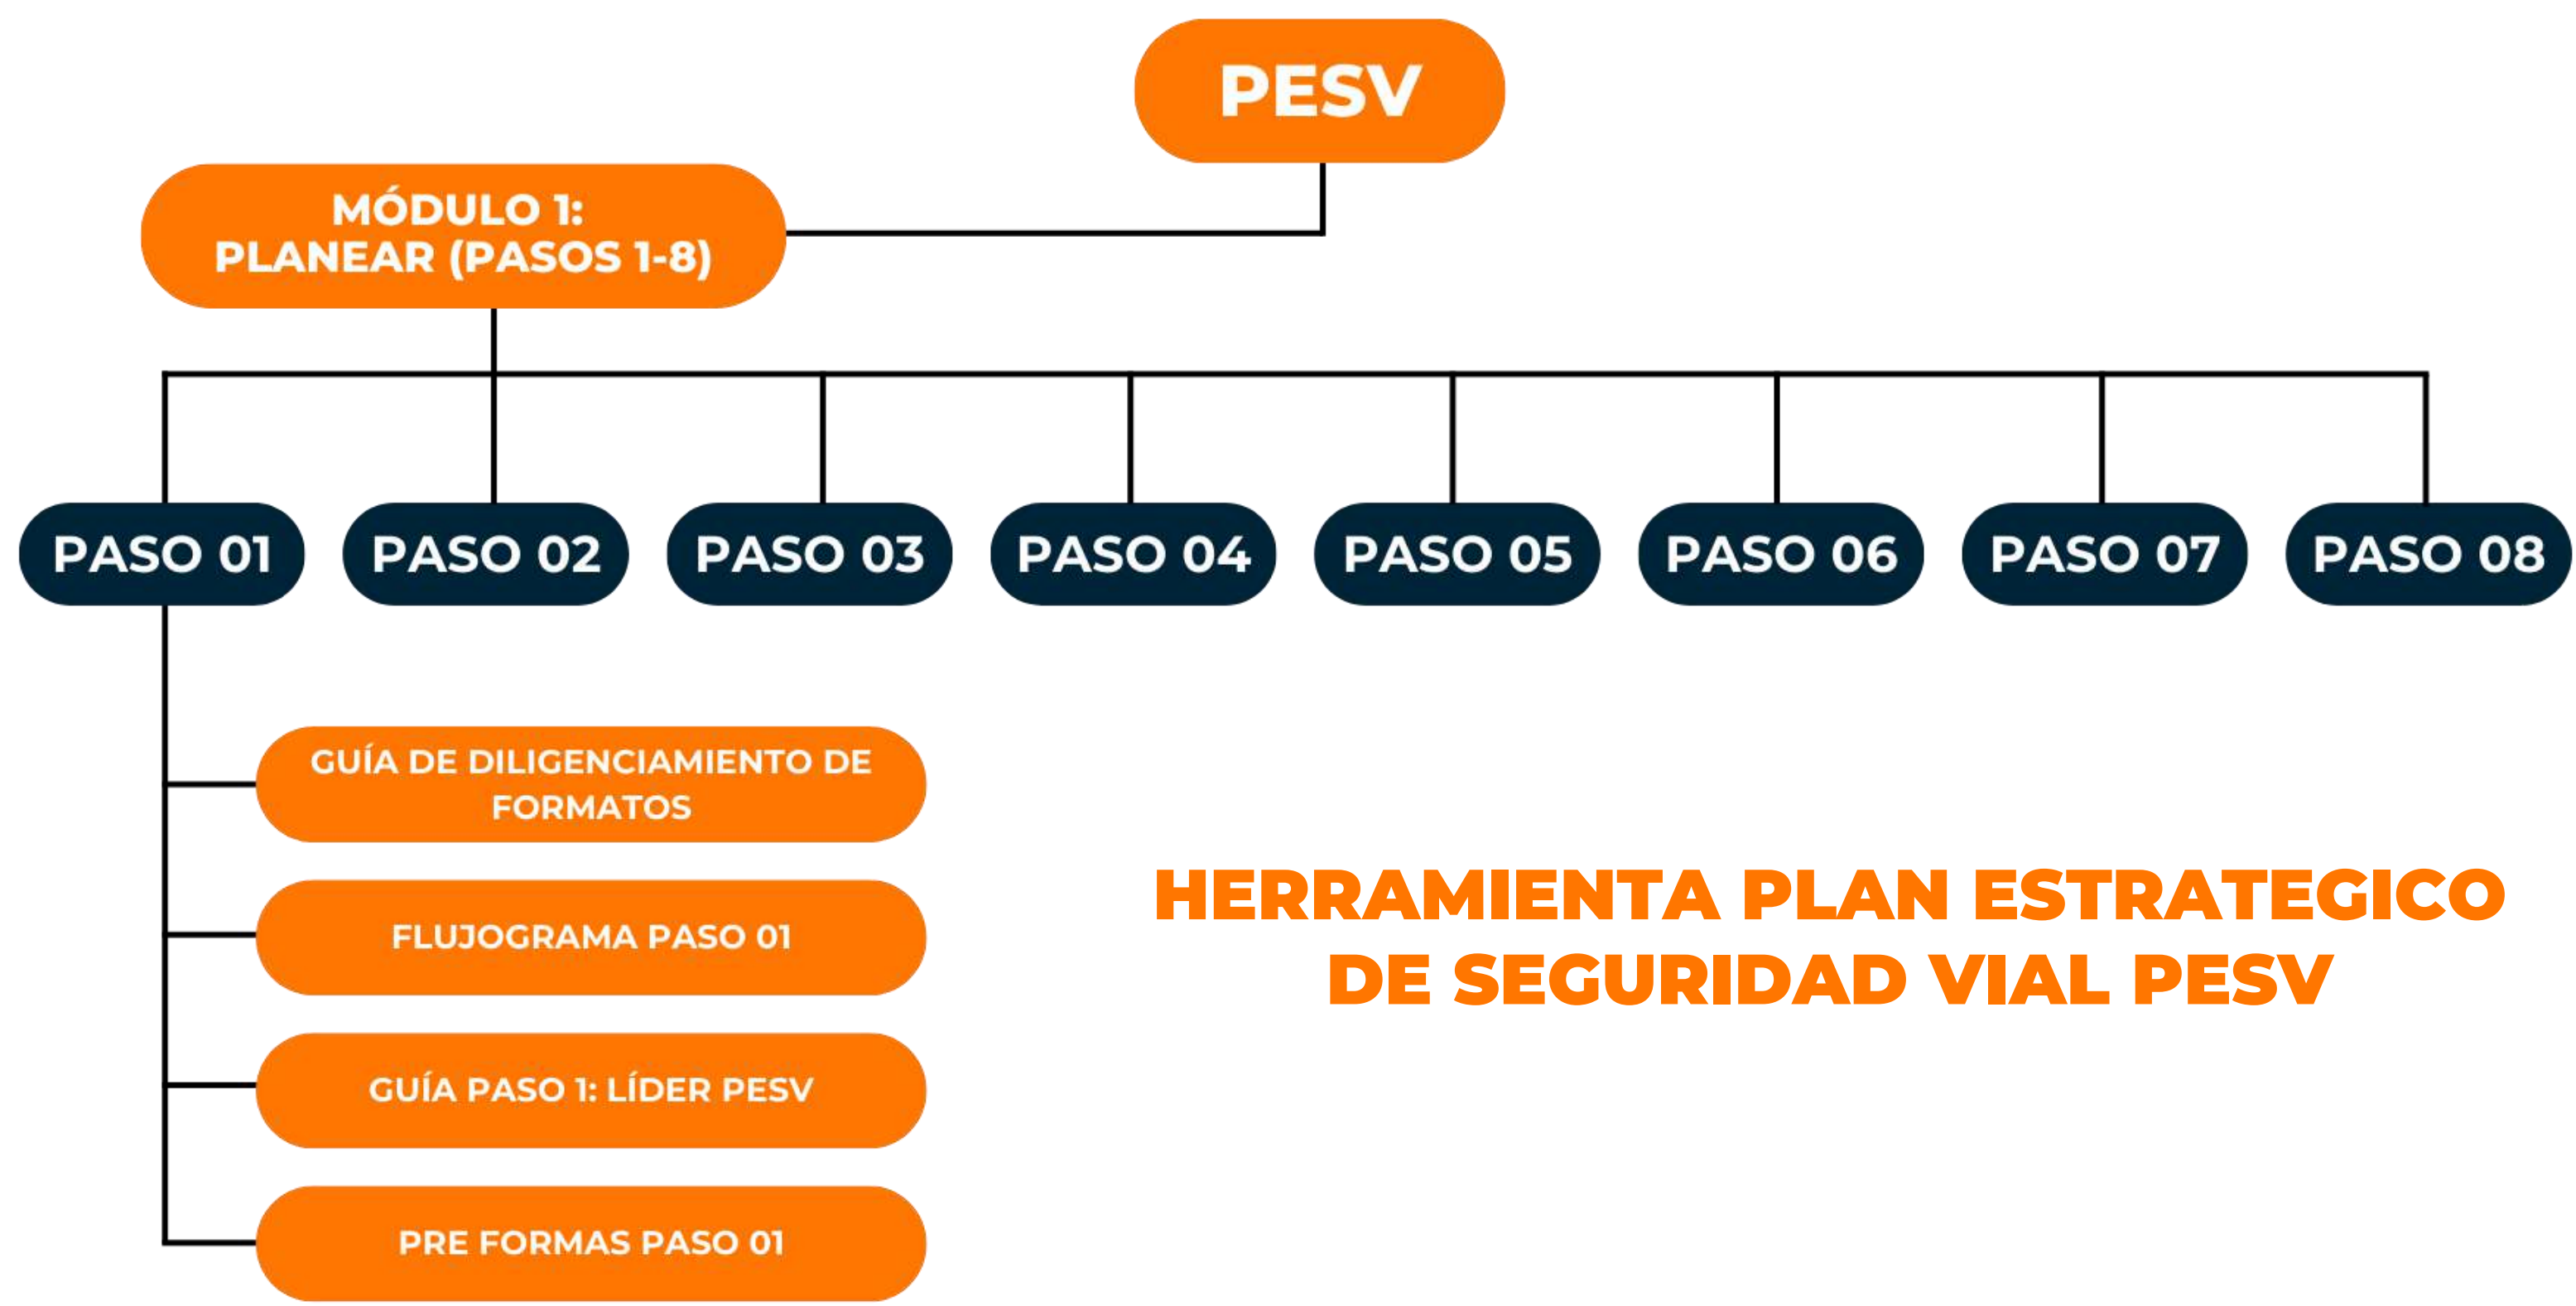 PESV
MÓDULO 1:
PLANEAR (PASOS 1-8)
PASO 01
PASO 02
PASO 03
PASO 04
PASO 05
PASO 06
PASO 07
PASO 08
GUÍA DE DILIGENCIAMIENTO DE
FORMATOS
FLUJOGRAMA PASO 01
GUÍA PASO 1: LÍDER PESV
PRE FORMAS PASO 01
HERRAMIENTA PLAN ESTRATEGICO
DE SEGURIDAD VIAL PESV